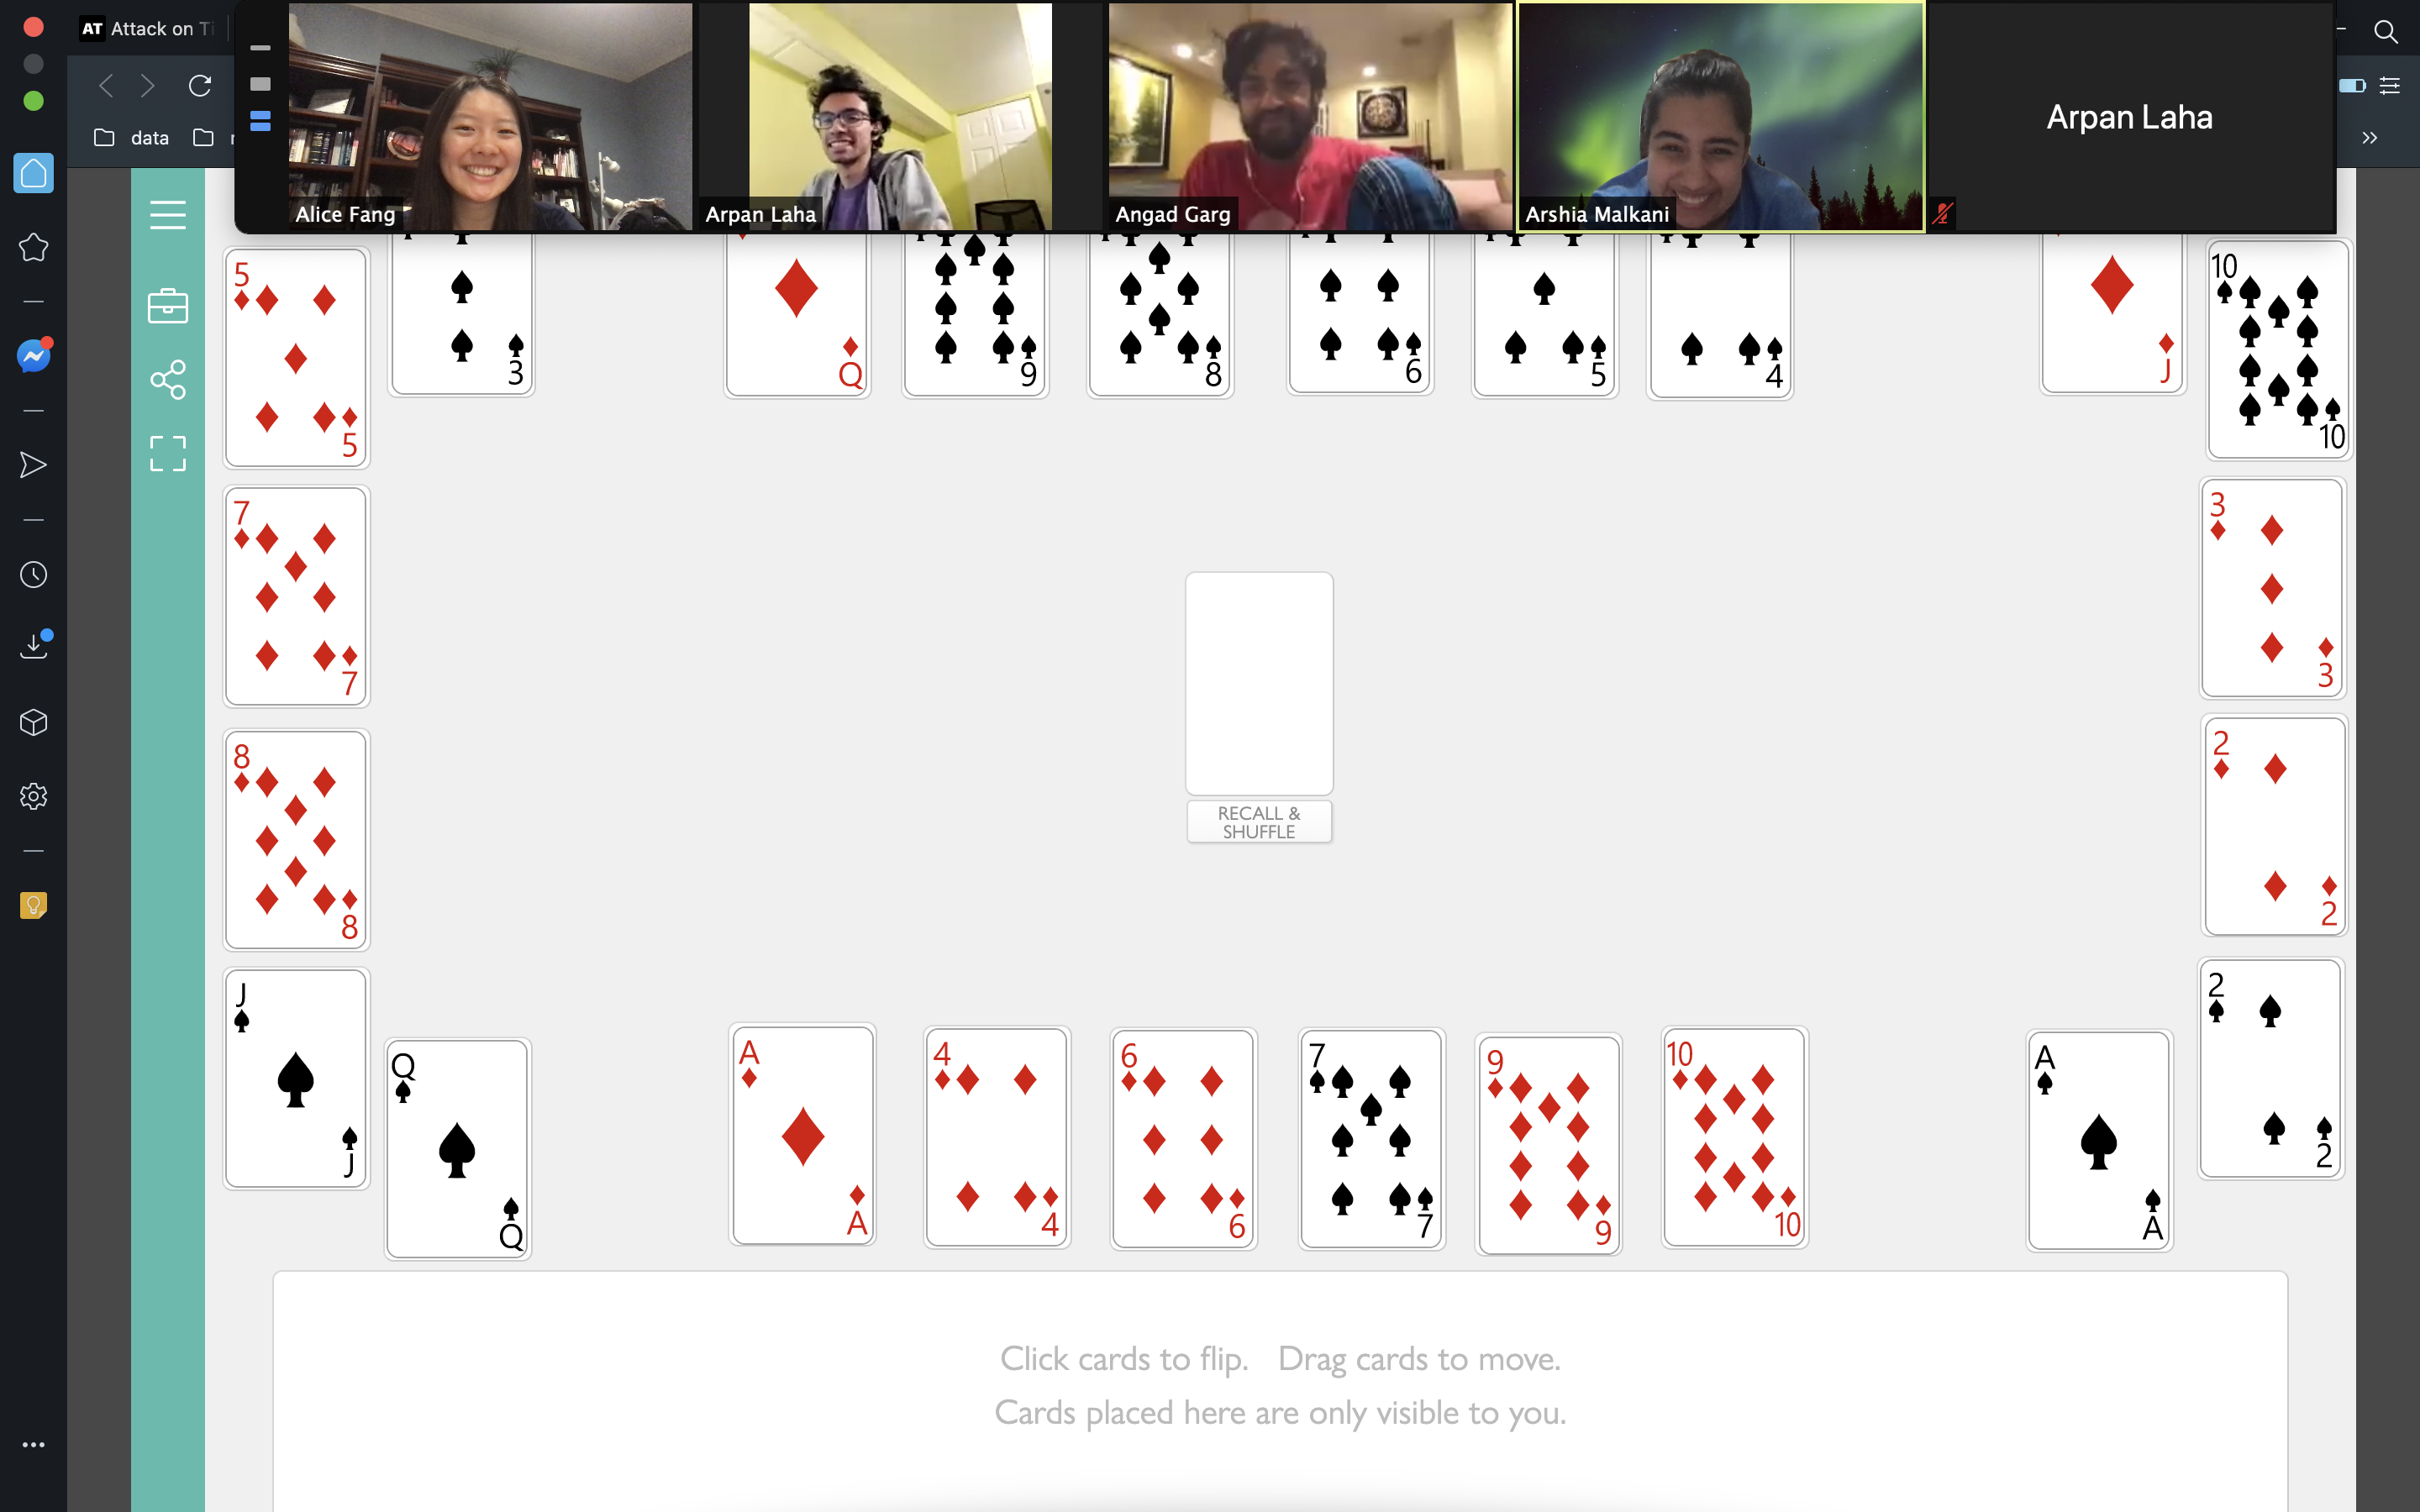 AT Attack on Ti
data
Alice Fang
Arpan Laha
Angad Garg
Arshia Malkani
Arpan Laha
5
5
3
Q
9
8
6
5
4
J
10
10
7
7
3
3
8
8
2
2
RECALL &
SHUFFLE
J
J
Q
Q
A
A
4
4
6
6
7
7
9
9
10
10
A
A
2
2
Click cards to flip. Drag cards to move.
Cards placed here are only visible to you.